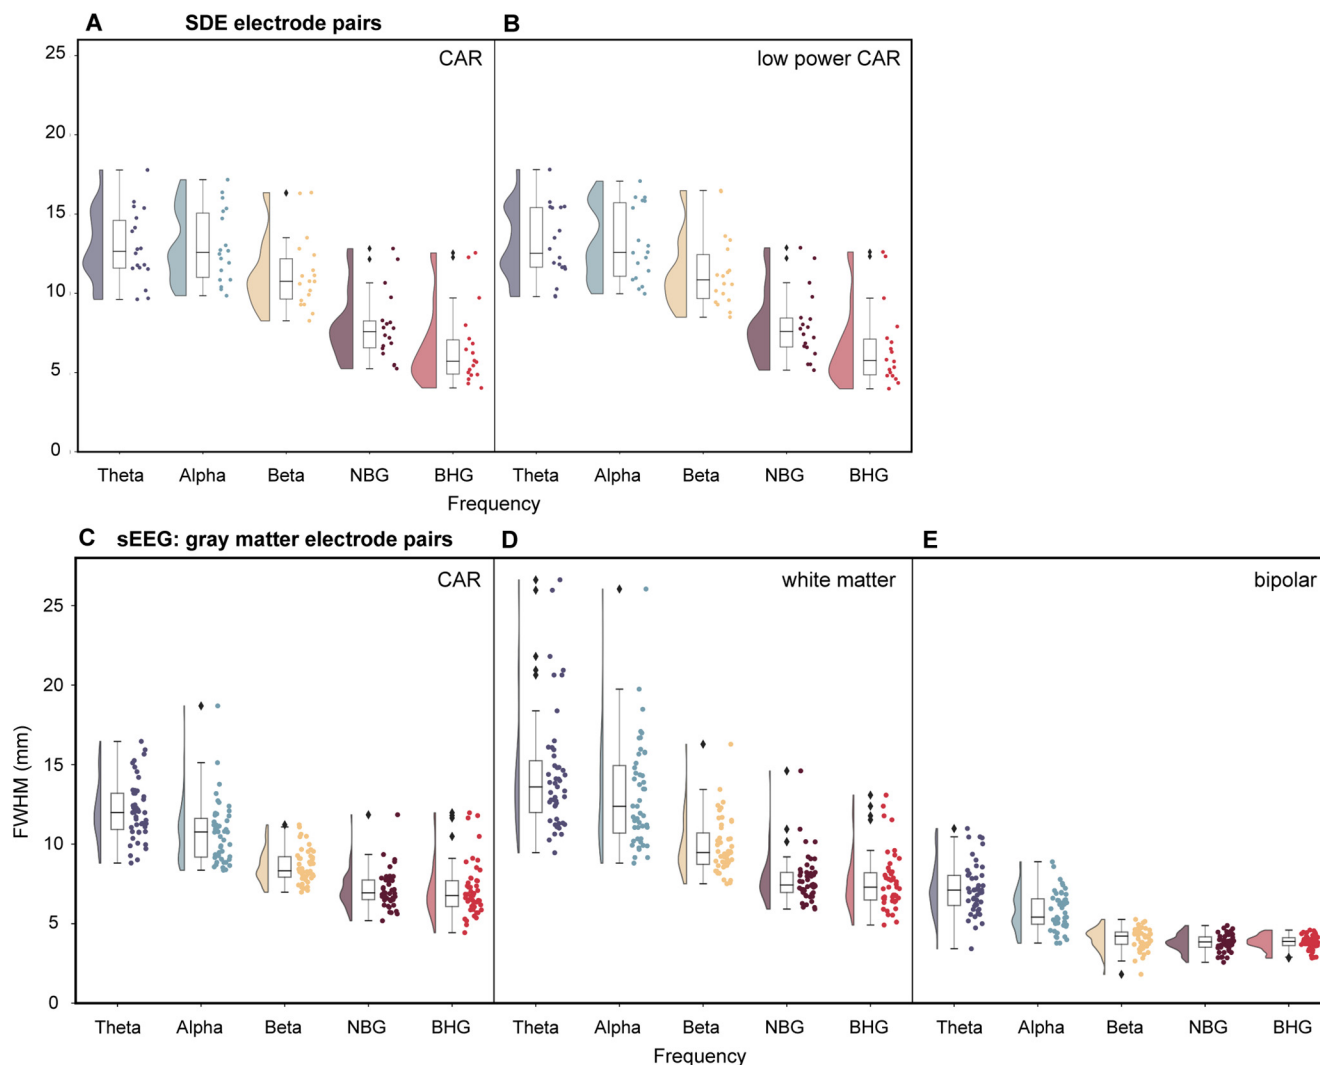 A SDE electrode pairs B
CAR low power CAR
25
20
15
10
5
0
Theta Alpha Beta NBG BHG Theta Alpha Beta NBG BHG
Frequency
C sEEG: gray matter electrode pairs D E
CAR white matter bipolar
25
20
15
10
5
0
FWHM (mm)
Theta Alpha Beta NBG BHG Theta Alpha Beta NBG BHG Theta Alpha Beta NBG BHG
Frequency